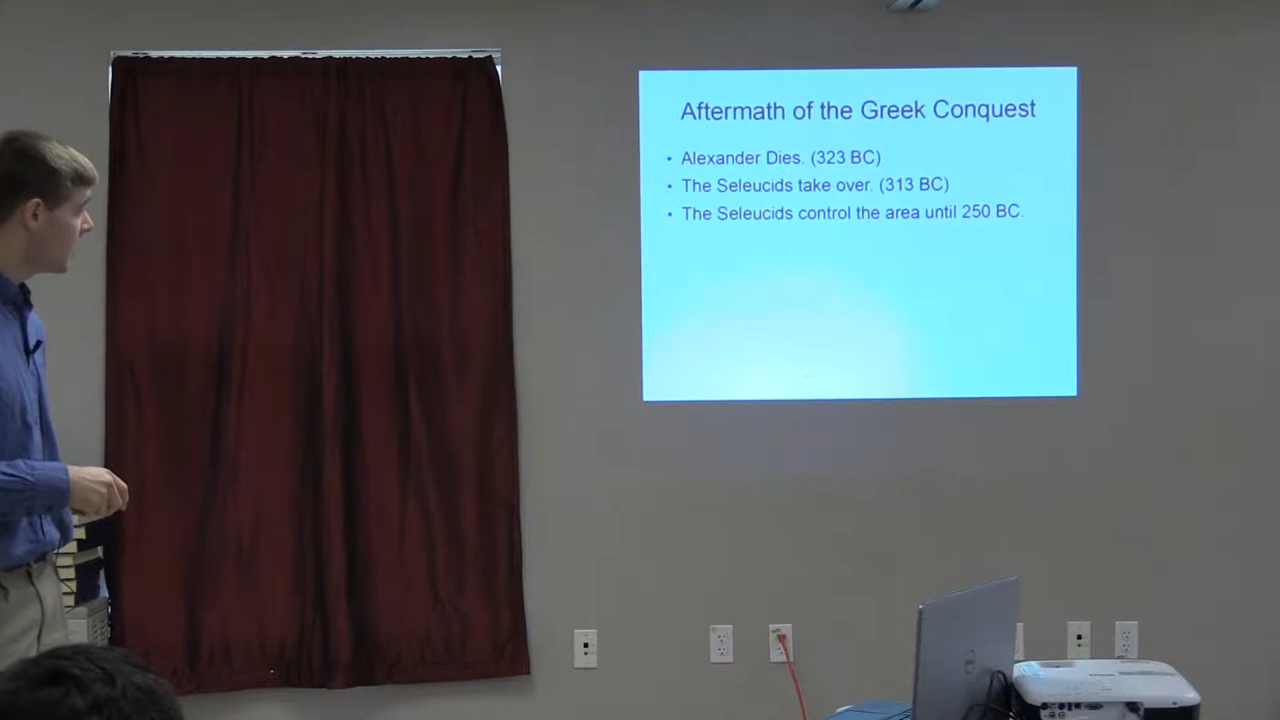 Aftermath of the Greek Conquest
• Alexander Dies. (323 BC)
• The Seleucids take over. (313 BC)
• The Seleucids control the area until 250 BC.